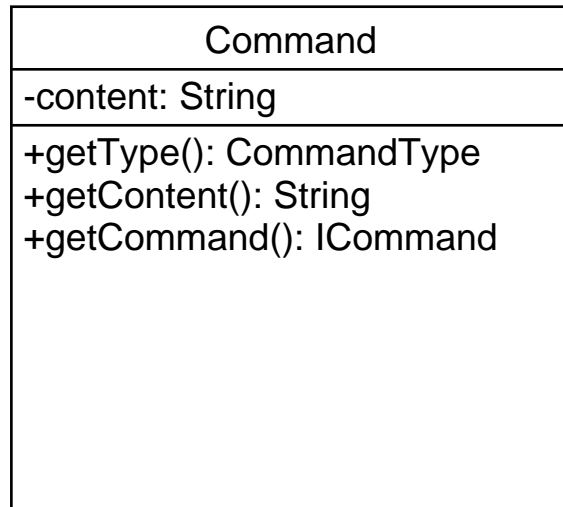 Command
-content: String
+getType(): CommandType
+getContent(): String
+getCommand(): ICommand